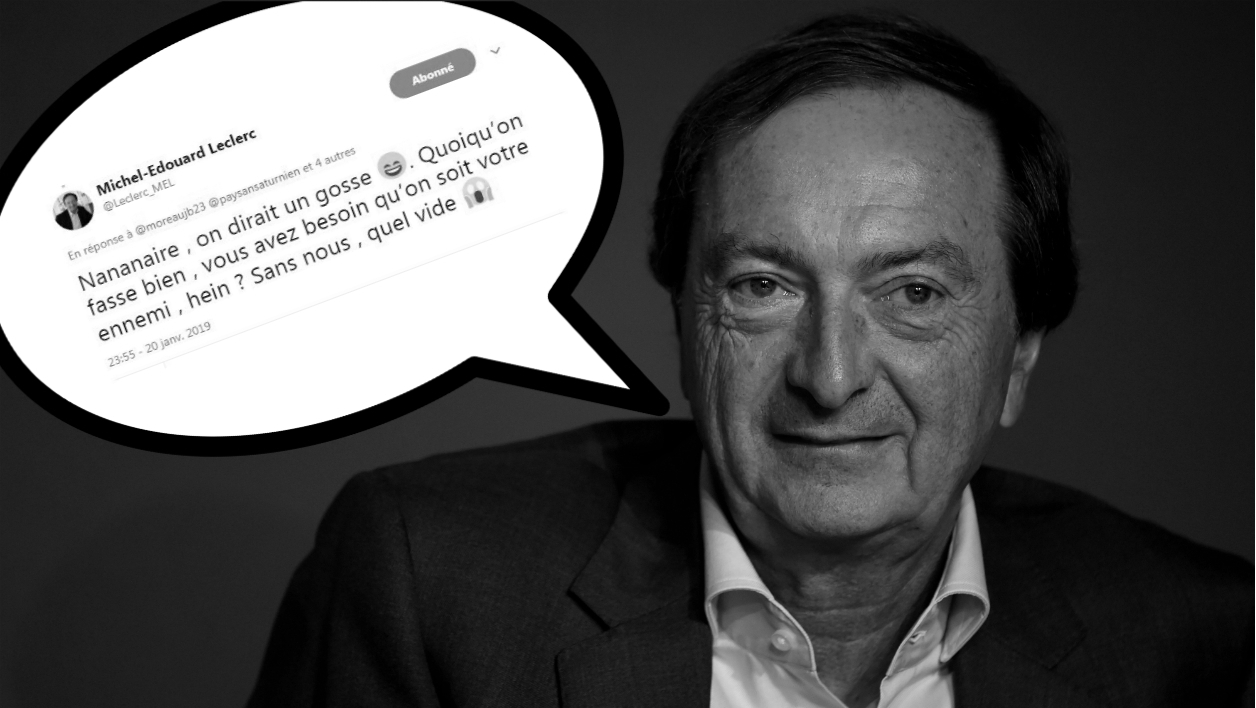 Abonné
Michel-Edouard Leclerc
@Leclerc_MEL
En réponse à @moreaujb23 @paysansaturnien et 4 autres
Nananaire , on dirait un gosse 😄. Quoiqu'on
fasse bien , vous avez besoin qu'on soit votre
ennemi , hein ? Sans nous , quel vide 😱
23:55 - 20 janv. 2019